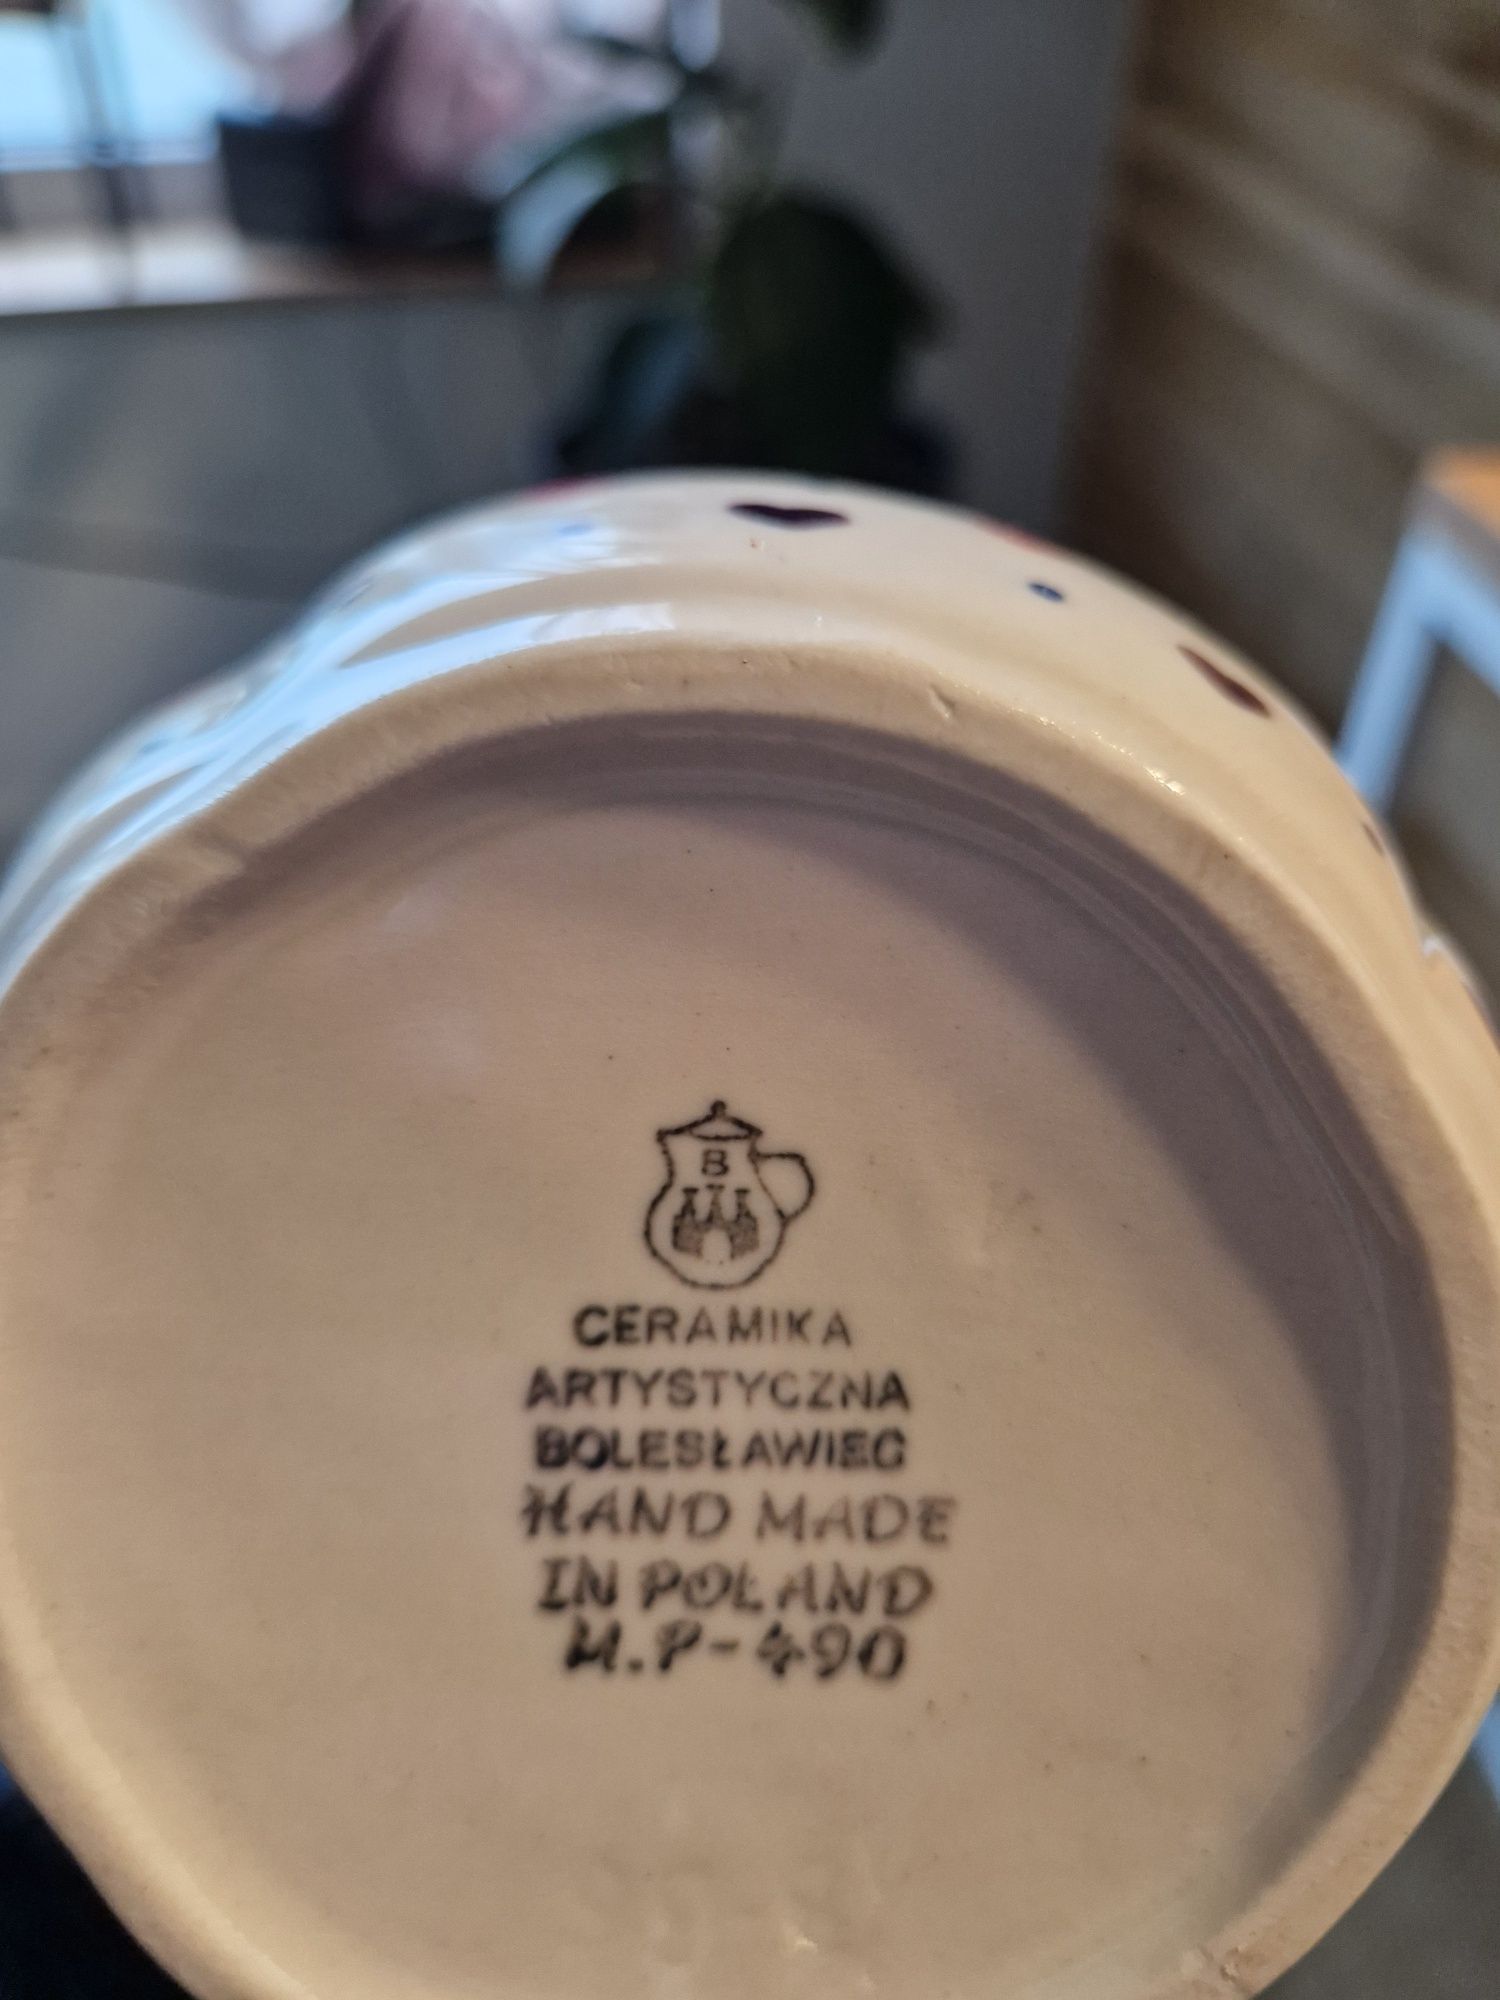 B
CERAMIKA
ARTYSTYCZNA
BOLESŁAWIEC
HAND MADE
IN POLAND
M.P-490